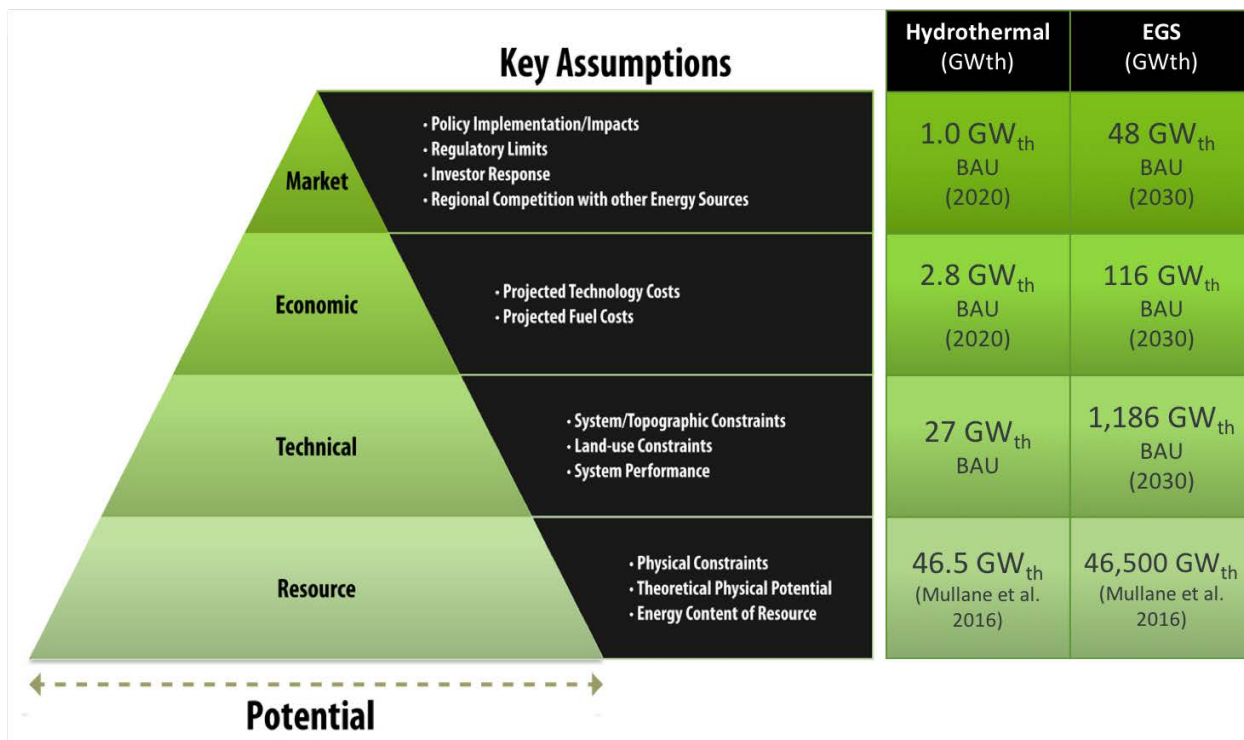 Key Assumptions
Hydrothermal
(GWth)
EGS
(GWth)
Market
• Policy Implementation/Impacts
• Regulatory Limits
• Investor Response
• Regional Competition with other Energy Sources
1.0 GWth
BAU
(2020)
48 GWth
BAU
(2030)
Economic
• Projected Technology Costs
• Projected Fuel Costs
2.8 GWth
BAU
(2020)
116 GWth
BAU
(2030)
Technical
• System/Topographic Constraints
• Land-use Constraints
• System Performance
27 GWth
BAU
1,186 GWth
BAU
(2030)
Resource
• Physical Constraints
• Theoretical Physical Potential
• Energy Content of Resource
46.5 GWth
(Mullane et al.
2016)
46,500 GWth
(Mullane et al.
2016)
Potential